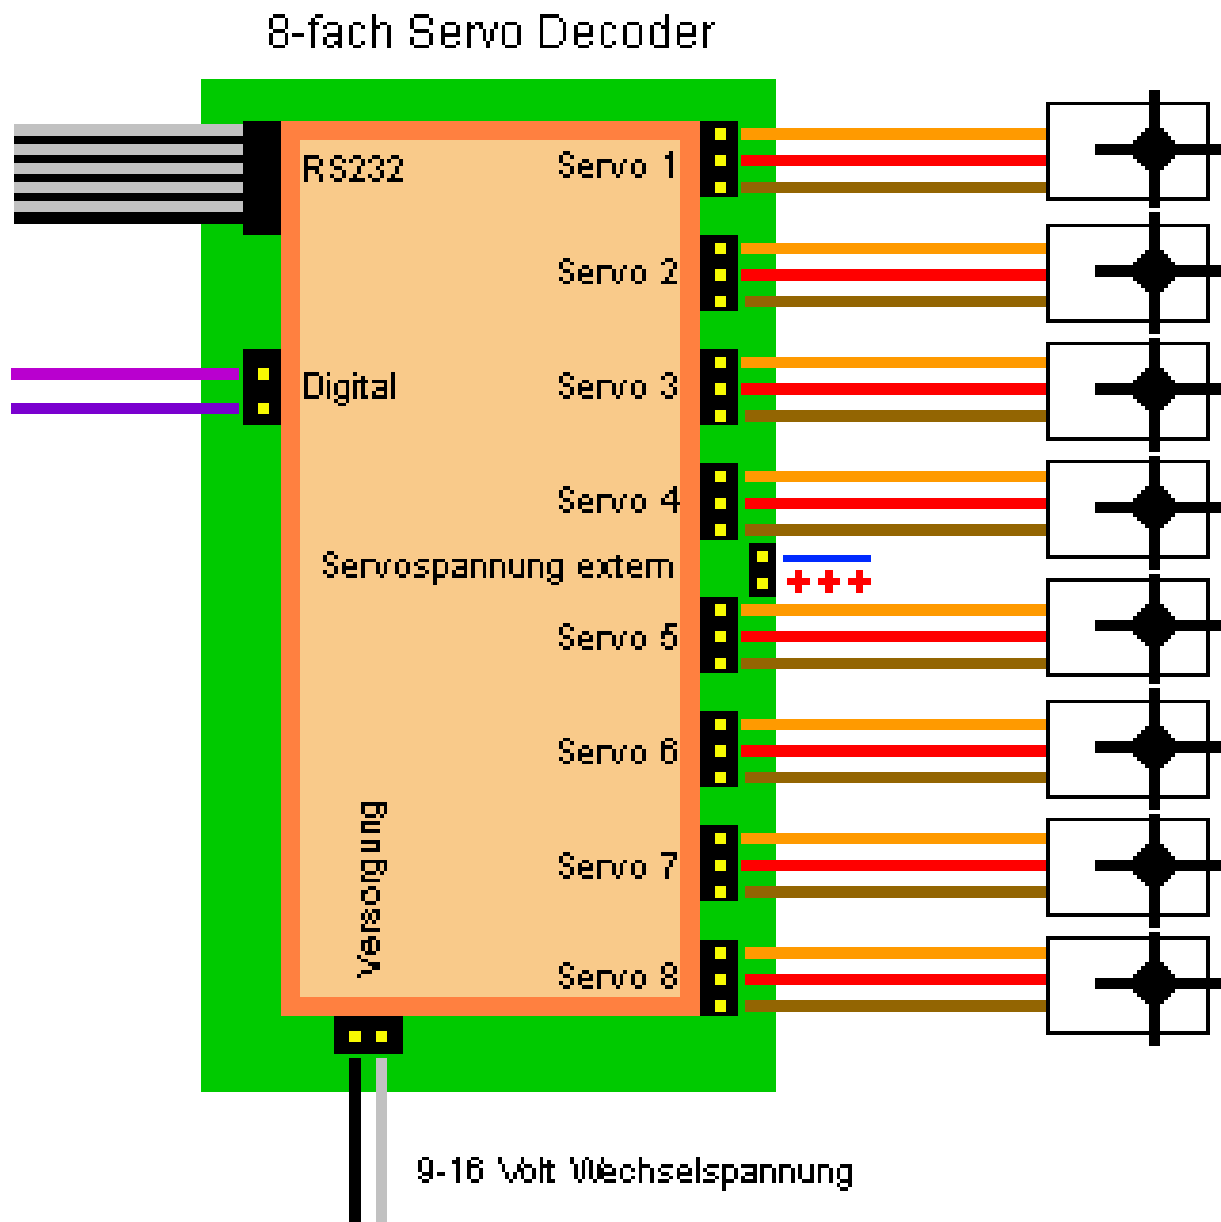 8-fach Servo Decoder
RS232
Servo 1
Servo 2
Digital
Servo 3
Servo 4
Servospannung extern
Servo 5
Servo 6
Servo 7
Versorgung
Servo 8
9-16 Volt Wechselspannung